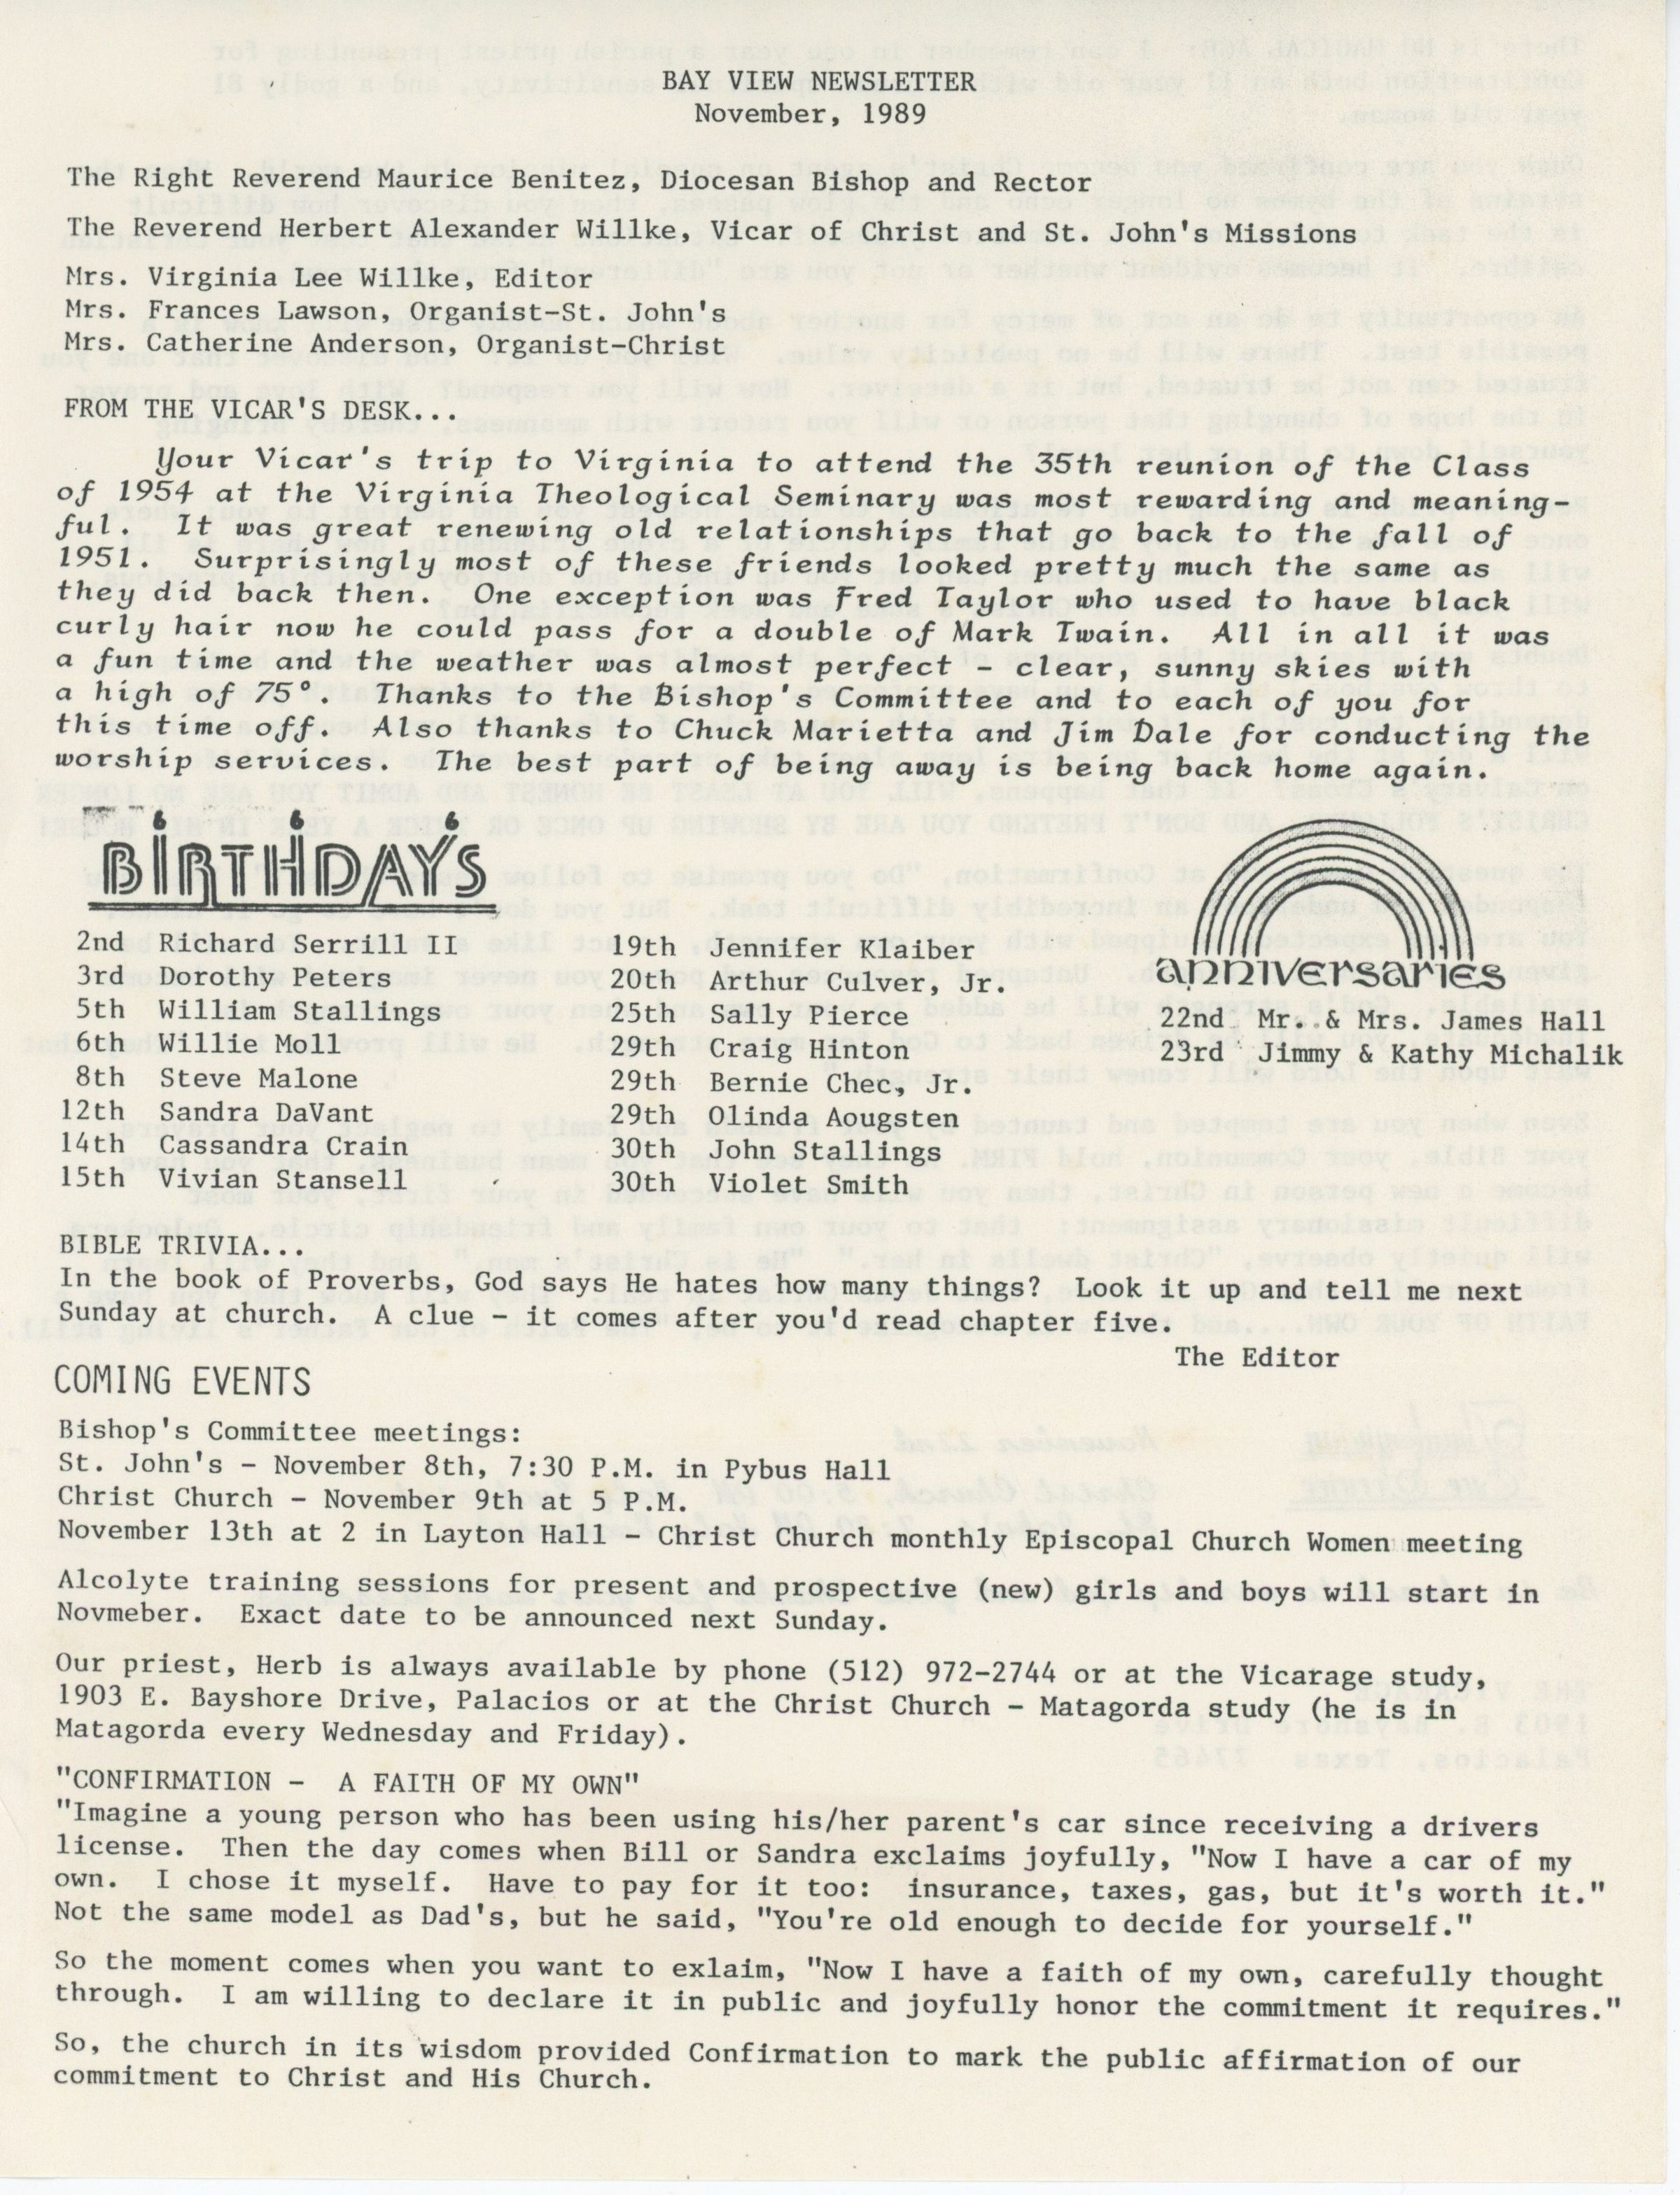 BAY VIEW NEWSLETTER
November, 1989
The Right Reverend Maurice Benitez, Diocesan Bishop and Rector
The Reverend Herbert Alexander Willke, Vicar of Christ and St. John's Missions
Mrs. Virginia Lee Willke, Editor
Mrs. Frances Lawson, Organist-St. John's
Mrs. Catherine Anderson, Organist-Christ
FROM THE VICAR'S DESK...
Your Vicar's trip to Virginia to attend the 35th reunion of the Class
of 1954 at the Virginia Theological Seminary was most rewarding and meaning-
ful. It was great renewing old relationships that go back to the fall of
1951. Surprisingly most of these friends looked pretty much the same as
they did back then. One exception was Fred Taylor who used to have black
curly hair now he could pass for a double of Mark Twain. All in all it was
a fun time and the weather was almost perfect - clear, sunny skies with
a high of 75°. Thanks to the Bishop's Committee and to each of you for
this time off. Also thanks to Chuck Marietta and Jim Dale for conducting the
worship services. The best part of being away is being back home again.
BIRTHDAY'S
2nd Richard Serrill II
3rd Dorothy Peters
5th William Stallings
6th Willie Moll
8th Steve Malone
12th Sandra DaVant
14th Cassandra Crain
15th Vivian Stansell
19th Jennifer Klaiber
20th Arthur Culver, Jr.
25th Sally Pierce
29th Craig Hinton
29th Bernie Chec, Jr.
29th Olinda Aougsten
30th John Stallings
30th Violet Smith
anniversaries
22nd Mr. & Mrs. James Hall
23rd Jimmy & Kathy Michalik
BIBLE TRIVIA...
In the book of Proverbs, God says He hates how many things? Look it up and tell me next
Sunday at church. A clue - it comes after you'd read chapter five.
The Editor
COMING EVENTS
Bishop's Committee meetings:
St. John's - November 8th, 7:30 P.M. in Pybus Hall
Christ Church - November 9th at 5 P.M.
November 13th at 2 in Layton Hall - Christ Church monthly Episcopal Church Women meeting
Alcolyte training sessions for present and prospective (new) girls and boys will start in
Novmeber. Exact date to be announced next Sunday.
Our priest, Herb is always available by phone (512) 972-2744 or at the Vicarage study,
1903 E. Bayshore Drive, Palacios or at the Christ Church - Matagorda study (he is in
Matagorda every Wednesday and Friday).
"CONFIRMATION - A FAITH OF MY OWN"
"Imagine a young person who has been using his/her parent's car since receiving a drivers
license. Then the day comes when Bill or Sandra exclaims joyfully, "Now I have a car of my
own. I chose it myself. Have to pay for it too: insurance, taxes, gas, but it's worth it."
Not the same model as Dad's, but he said, "You're old enough to decide for yourself."
So the moment comes when you want to exlaim, "Now I have a faith of my own, carefully thought
through. I am willing to declare it in public and joyfully honor the commitment it requires."
So, the church in its wisdom provided Confirmation to mark the public affirmation of our
commitment to Christ and His Church.